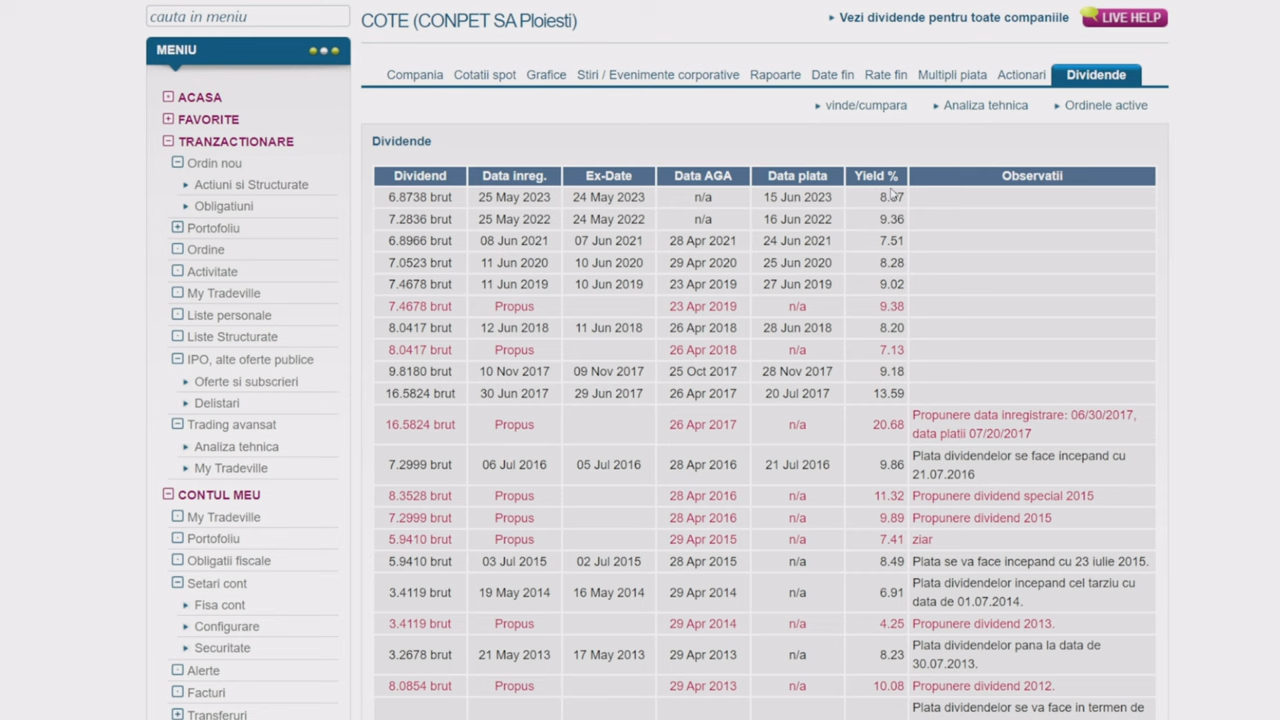 cauta in meniu
COTE (CONPET SA Ploiesti)
Vezi dividende pentru toate companiile
LIVE HELP
MENIU
Compania Cotatii spot Grafice Stiri / Evenimente corporative Rapoarte Date fin Rate fin Multipli piata Actionari Dividende
vinde/cumpara Analiza tehnica Ordinele active
ACASA
FAVORITE
TRANZACTIONARE
Ordin nou
Actiuni si Structurate
Obligatiuni
Portofoliu
Ordine
Activitate
My Tradeville
Liste personale
Liste Structurate
IPO, alte oferte publice
Oferte si subscrieri
Delistari
Trading avansat
Analiza tehnica
My Tradeville
CONTUL MEU
My Tradeville
Portofoliu
Obligatii fiscale
Setari cont
Fisa cont
Configurare
Securitate
Alerte
Facturi
Transferuri
Dividende
Dividend Data inreg. Ex-Date Data AGA Data plata Yield % Observatii
6.8738 brut 25 May 2023 24 May 2023 n/a 15 Jun 2023
7.2836 brut 25 May 2022 24 May 2022 n/a 16 Jun 2022 9.36
6.8966 brut 08 Jun 2021 07 Jun 2021 28 Apr 2021 24 Jun 2021 7.51
7.0523 brut 11 Jun 2020 10 Jun 2020 29 Apr 2020 25 Jun 2020 8.28
7.4678 brut 11 Jun 2019 10 Jun 2019 23 Apr 2019 27 Jun 2019 9.02
7.4678 brut Propus 23 Apr 2019 n/a 9.38
8.0417 brut 12 Jun 2018 11 Jun 2018 26 Apr 2018 28 Jun 2018 8.20
8.0417 brut Propus 26 Apr 2018 n/a 7.13
9.8180 brut 10 Nov 2017 09 Nov 2017 25 Oct 2017 28 Nov 2017 9.18
16.5824 brut 30 Jun 2017 29 Jun 2017 26 Apr 2017 20 Jul 2017 13.59
16.5824 brut Propus 26 Apr 2017 n/a 20.68 Propunere data inregistrare: 06/30/2017,
data platii 07/20/2017
7.2999 brut 06 Jul 2016 05 Jul 2016 28 Apr 2016 21 Jul 2016 9.86 Plata dividendelor se face incepand cu
21.07.2016
8.3528 brut Propus 28 Apr 2016 n/a 11.32 Propunere dividend special 2015
7.2999 brut Propus 28 Apr 2016 n/a 9.89 Propunere dividend 2015
5.9410 brut Propus 29 Apr 2015 n/a 7.41 ziar
5.9410 brut 03 Jul 2015 02 Jul 2015 28 Apr 2015 n/a 8.49 Plata se va face incepand cu 23 iulie 2015.
3.4119 brut 19 May 2014 16 May 2014 29 Apr 2014 n/a 6.91 Plata dividendelor incepand cel tarziu cu
data de 01.07.2014.
3.4119 brut Propus 29 Apr 2014 n/a 4.25 Propunere dividend 2013.
3.2678 brut 21 May 2013 17 May 2013 29 Apr 2013 n/a 8.23 Plata dividendelor pana la data de
30.07.2013.
8.0854 brut Propus 29 Apr 2013 n/a 10.08 Propunere dividend 2012.
Plata dividendelor se va face in termen de